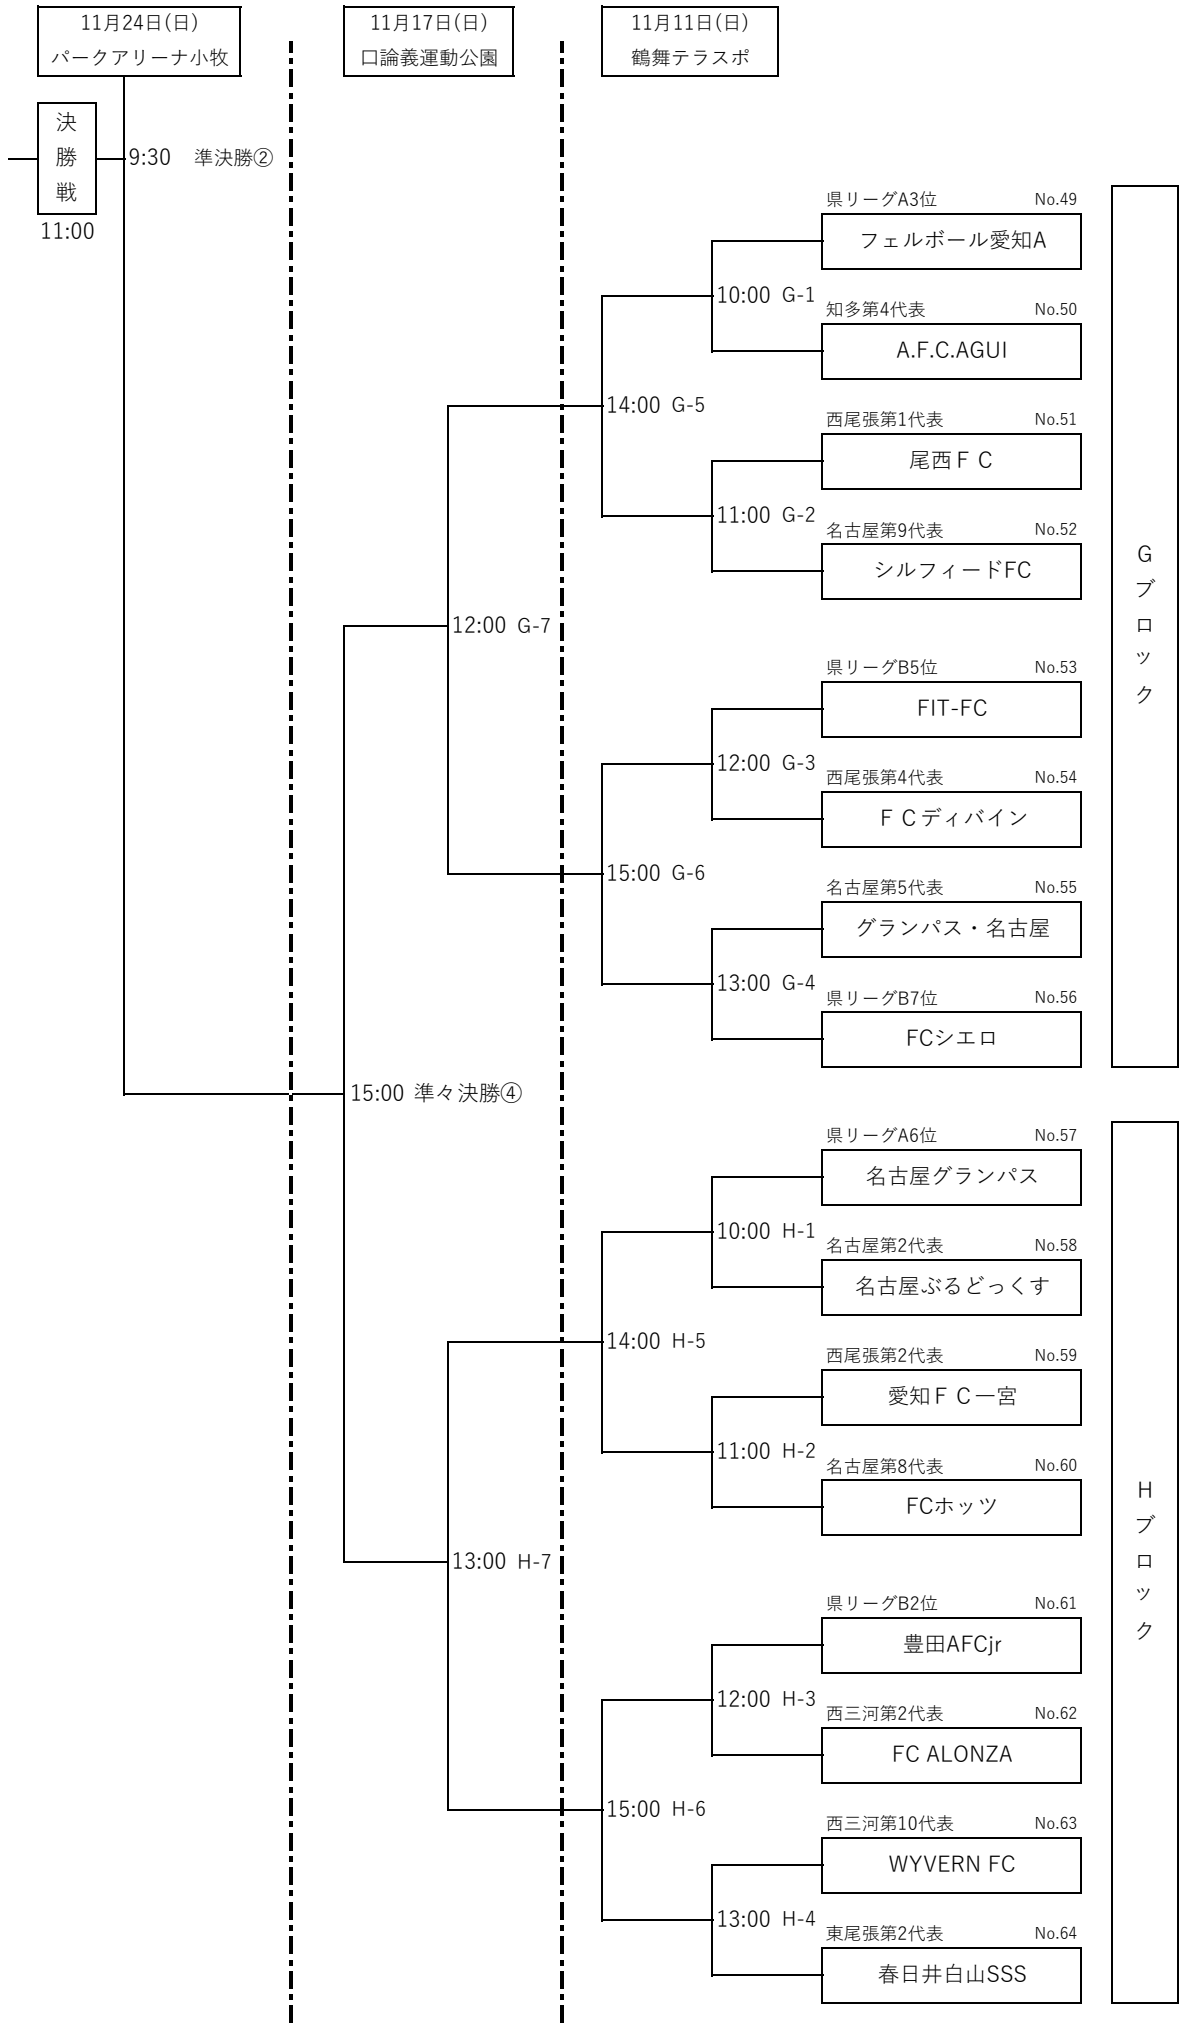 11月24日(日)
パークアリーナ小牧
11月17日(日)
口論義運動公園
11月11日(日)
鶴舞テラスポ
決勝戦
11:00
9:30 準決勝②
県リーグA3位 No.49
フェルボール愛知A
10:00 G-1
知多第4代表 No.50
A.F.C.AGUI
14:00 G-5
西尾張第1代表 No.51
尾西ＦＣ
11:00 G-2
名古屋第9代表 No.52
シルフィードFC
12:00 G-7
県リーグB5位 No.53
FIT-FC
12:00 G-3
西尾張第4代表 No.54
ＦＣディバイン
15:00 G-6
名古屋第5代表 No.55
グランパス・名古屋
13:00 G-4
県リーグB7位 No.56
FCシエロ
Gブロック
15:00 準々決勝④
県リーグA6位 No.57
名古屋グランパス
10:00 H-1
名古屋第2代表 No.58
名古屋ぶるどっくす
14:00 H-5
西尾張第2代表 No.59
愛知ＦＣ一宮
11:00 H-2
名古屋第8代表 No.60
FCホッツ
13:00 H-7
県リーグB2位 No.61
豊田AFCjr
12:00 H-3
西三河第2代表 No.62
FC ALONZA
15:00 H-6
西三河第10代表 No.63
WYVERN FC
13:00 H-4
東尾張第2代表 No.64
春日井白山SSS
Hブロック